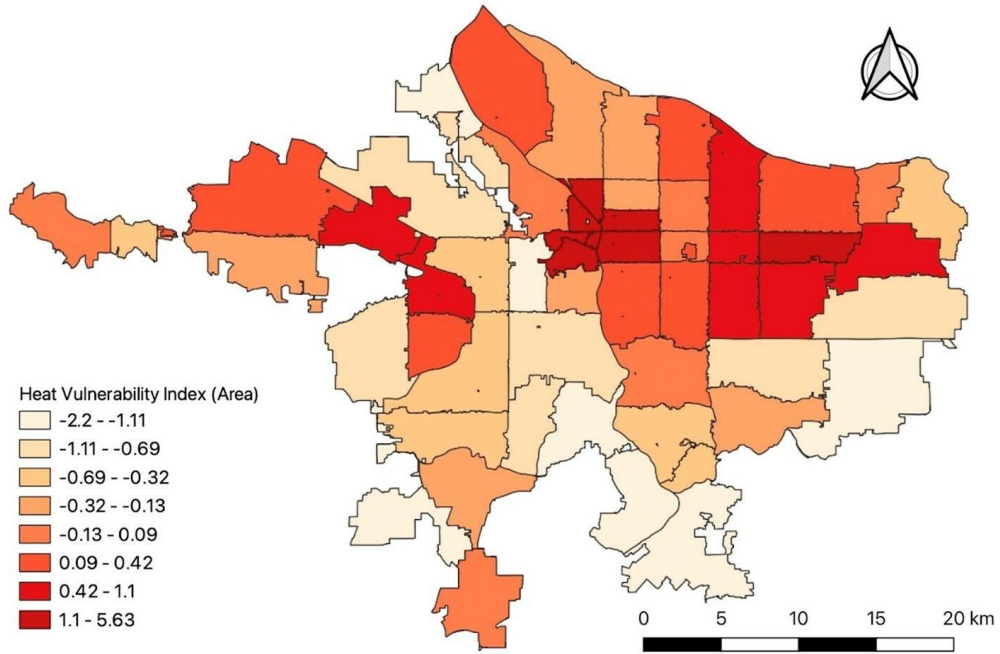 Heat Vulnerability Index (Area)
-2.2 - -1.11
-1.11 - -0.69
-0.69 - -0.32
-0.32 - -0.13
-0.13 - 0.09
0.09 - 0.42
0.42 - 1.1
1.1 - 5.63
0 5 10 15 20 km